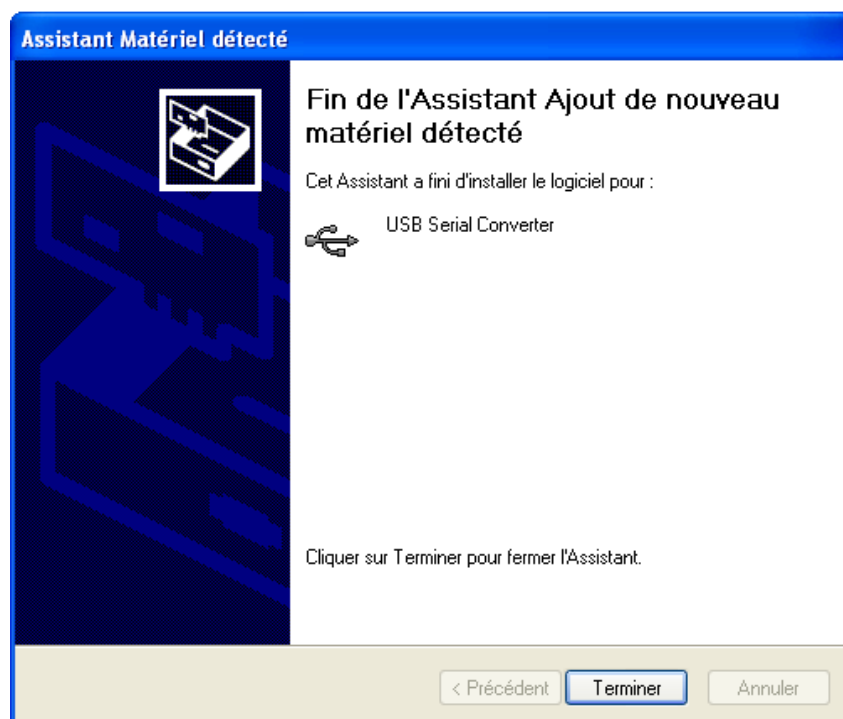 Assistant Matériel détecté
Fin de l'Assistant Ajout de nouveau
matériel détecté
Cet Assistant a fini d'installer le logiciel pour :
USB Serial Converter
Cliquer sur Terminer pour fermer l'Assistant.
< Précédent Terminer Annuler